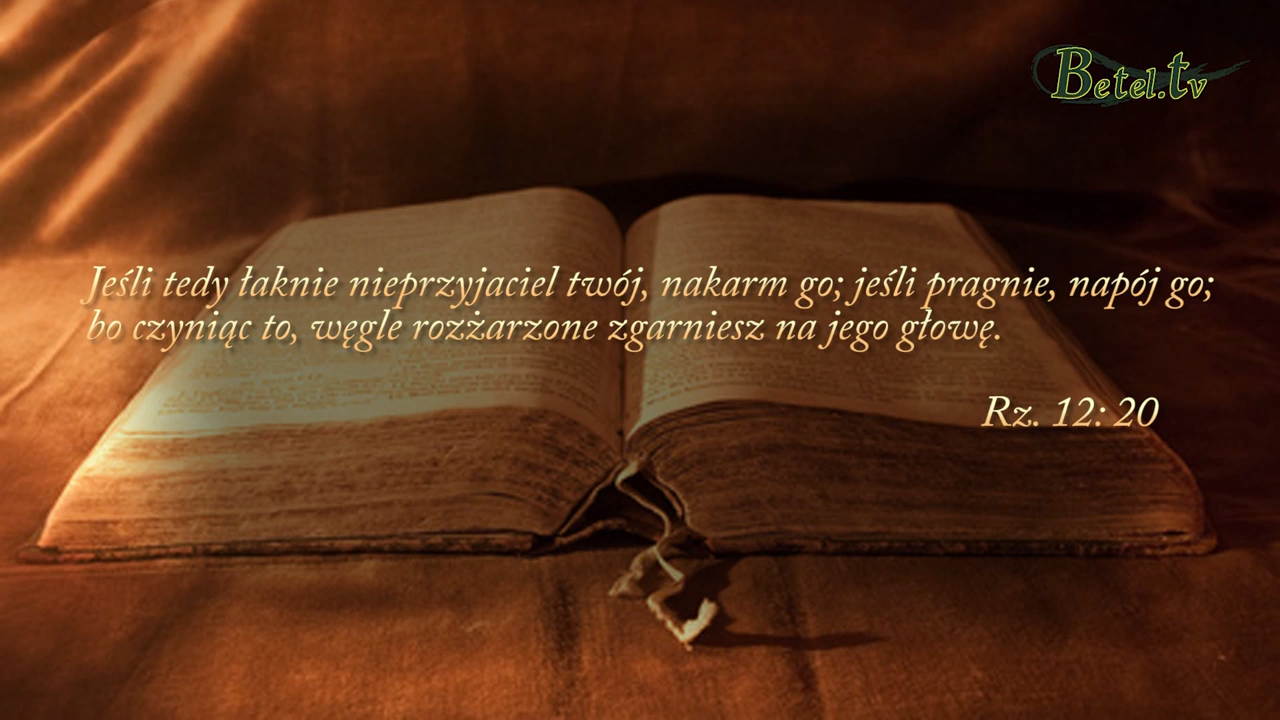 Betel.tv
Jeśli tedy łaknie nieprzyjaciel twój, nakarm go; jeśli pragnie, napój go;
bo czyniąc to, węgle rozżarzone zgarniesz na jego głowę.
Rz. 12: 20